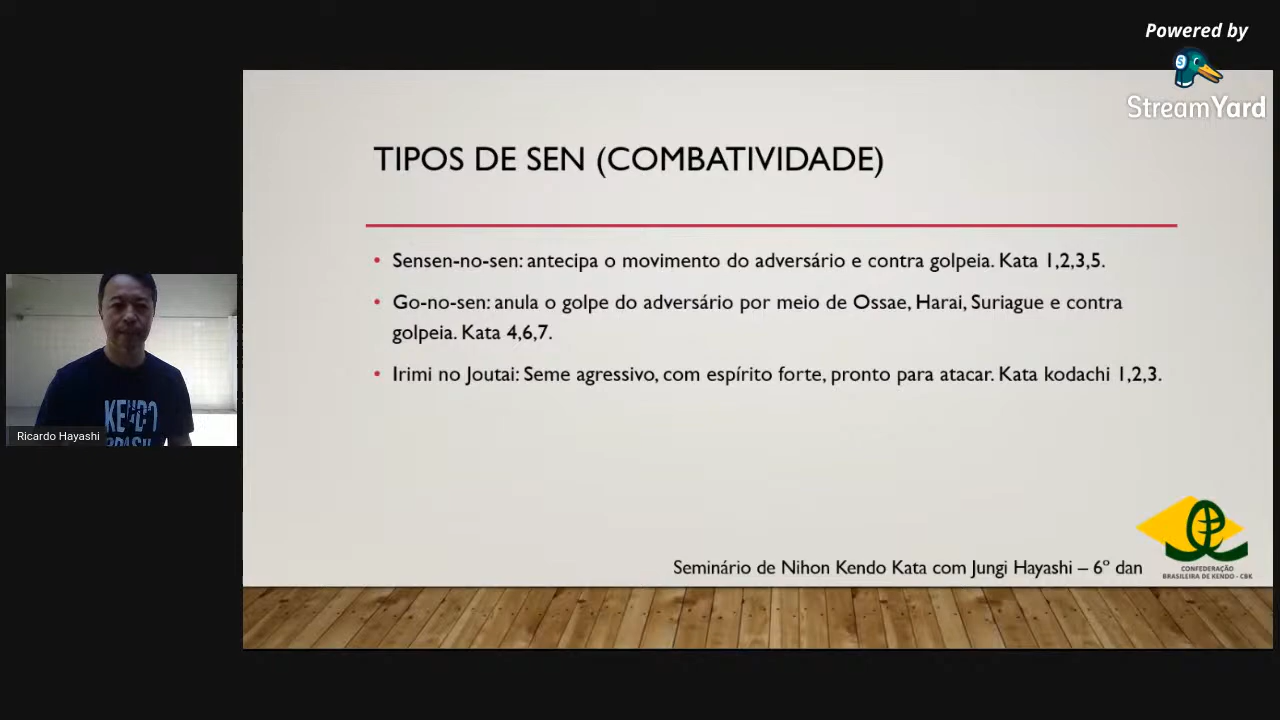 Powered by
S
StreamYard
TIPOS DE SEN (COMBATIVIDADE)
• Sensen-no-sen: antecipa o movimento do adversário e contra golpeia. Kata 1,2,3,5.
• Go-no-sen: anula o golpe do adversário por meio de Ossae, Harai, Suriague e contra
golpeia. Kata 4,6,7.
• Irimi no Joutai: Seme agressivo, com espírito forte, pronto para atacar. Kata kodachi 1,2,3.
KENDO
BRASIL
Ricardo Hayashi
Seminário de Nihon Kendo Kata com Jungi Hayashi – 6º dan
CONFEDERAÇÃO
BRASILEIRA DE KENDO - CBK